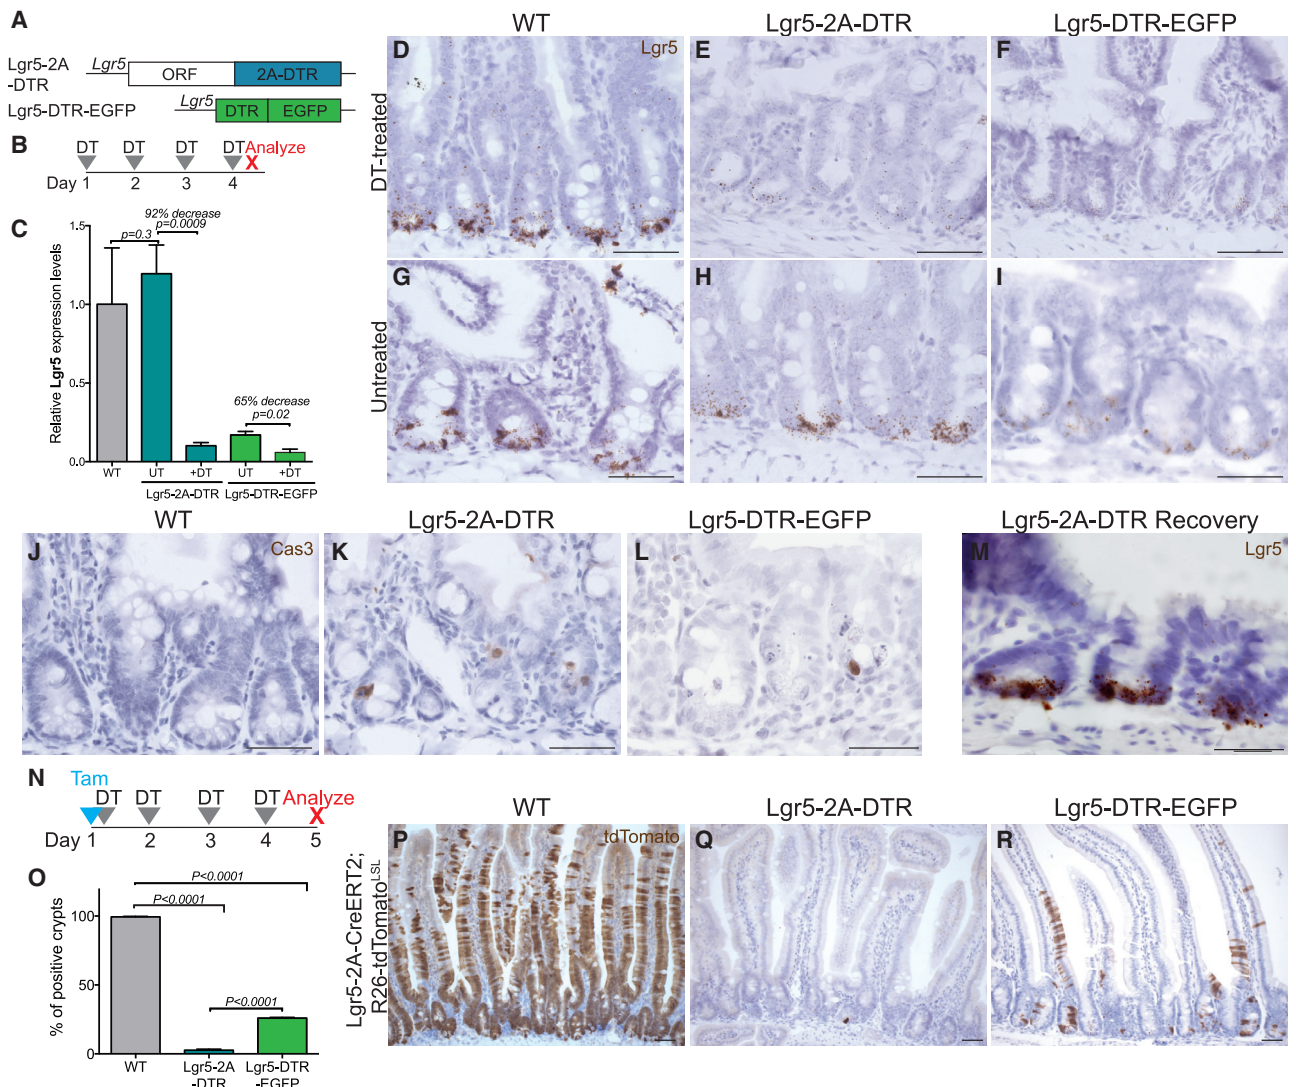 A
Lgr5-2A
-DTR
Lgr5
ORF
2A-DTR
Lgr5-DTR-EGFP
Lgr5
DTR
EGFP
B
DT DT DT DT Analyze
X
Day 1 2 3 4
C
Relative Lgr5 expression levels
1.5
1.0
0.5
0.0
p=0.3
92% decrease
p=0.0009
65% decrease
p=0.02
WT UT +DT UT +DT
Lgr5-2A-DTR Lgr5-DTR-EGFP
WT Lgr5-2A-DTR Lgr5-DTR-EGFP
DT-treated
D Lgr5
E
F
Untreated
G
H
I
WT Lgr5-2A-DTR Lgr5-DTR-EGFP Lgr5-2A-DTR Recovery
J Cas3
K
L
M Lgr5
N
Tam
DT DT DT DT Analyze
X
Day 1 2 3 4 5
O
% of positive crypts
100
50
0
P<0.0001
P<0.0001
P<0.0001
WT Lgr5-2A Lgr5-DTR
-DTR -EGFP
WT Lgr5-2A-DTR Lgr5-DTR-EGFP
Lgr5-2A-CreERT2;
R26-tdTomatoLSL
P tdTomato
Q
R